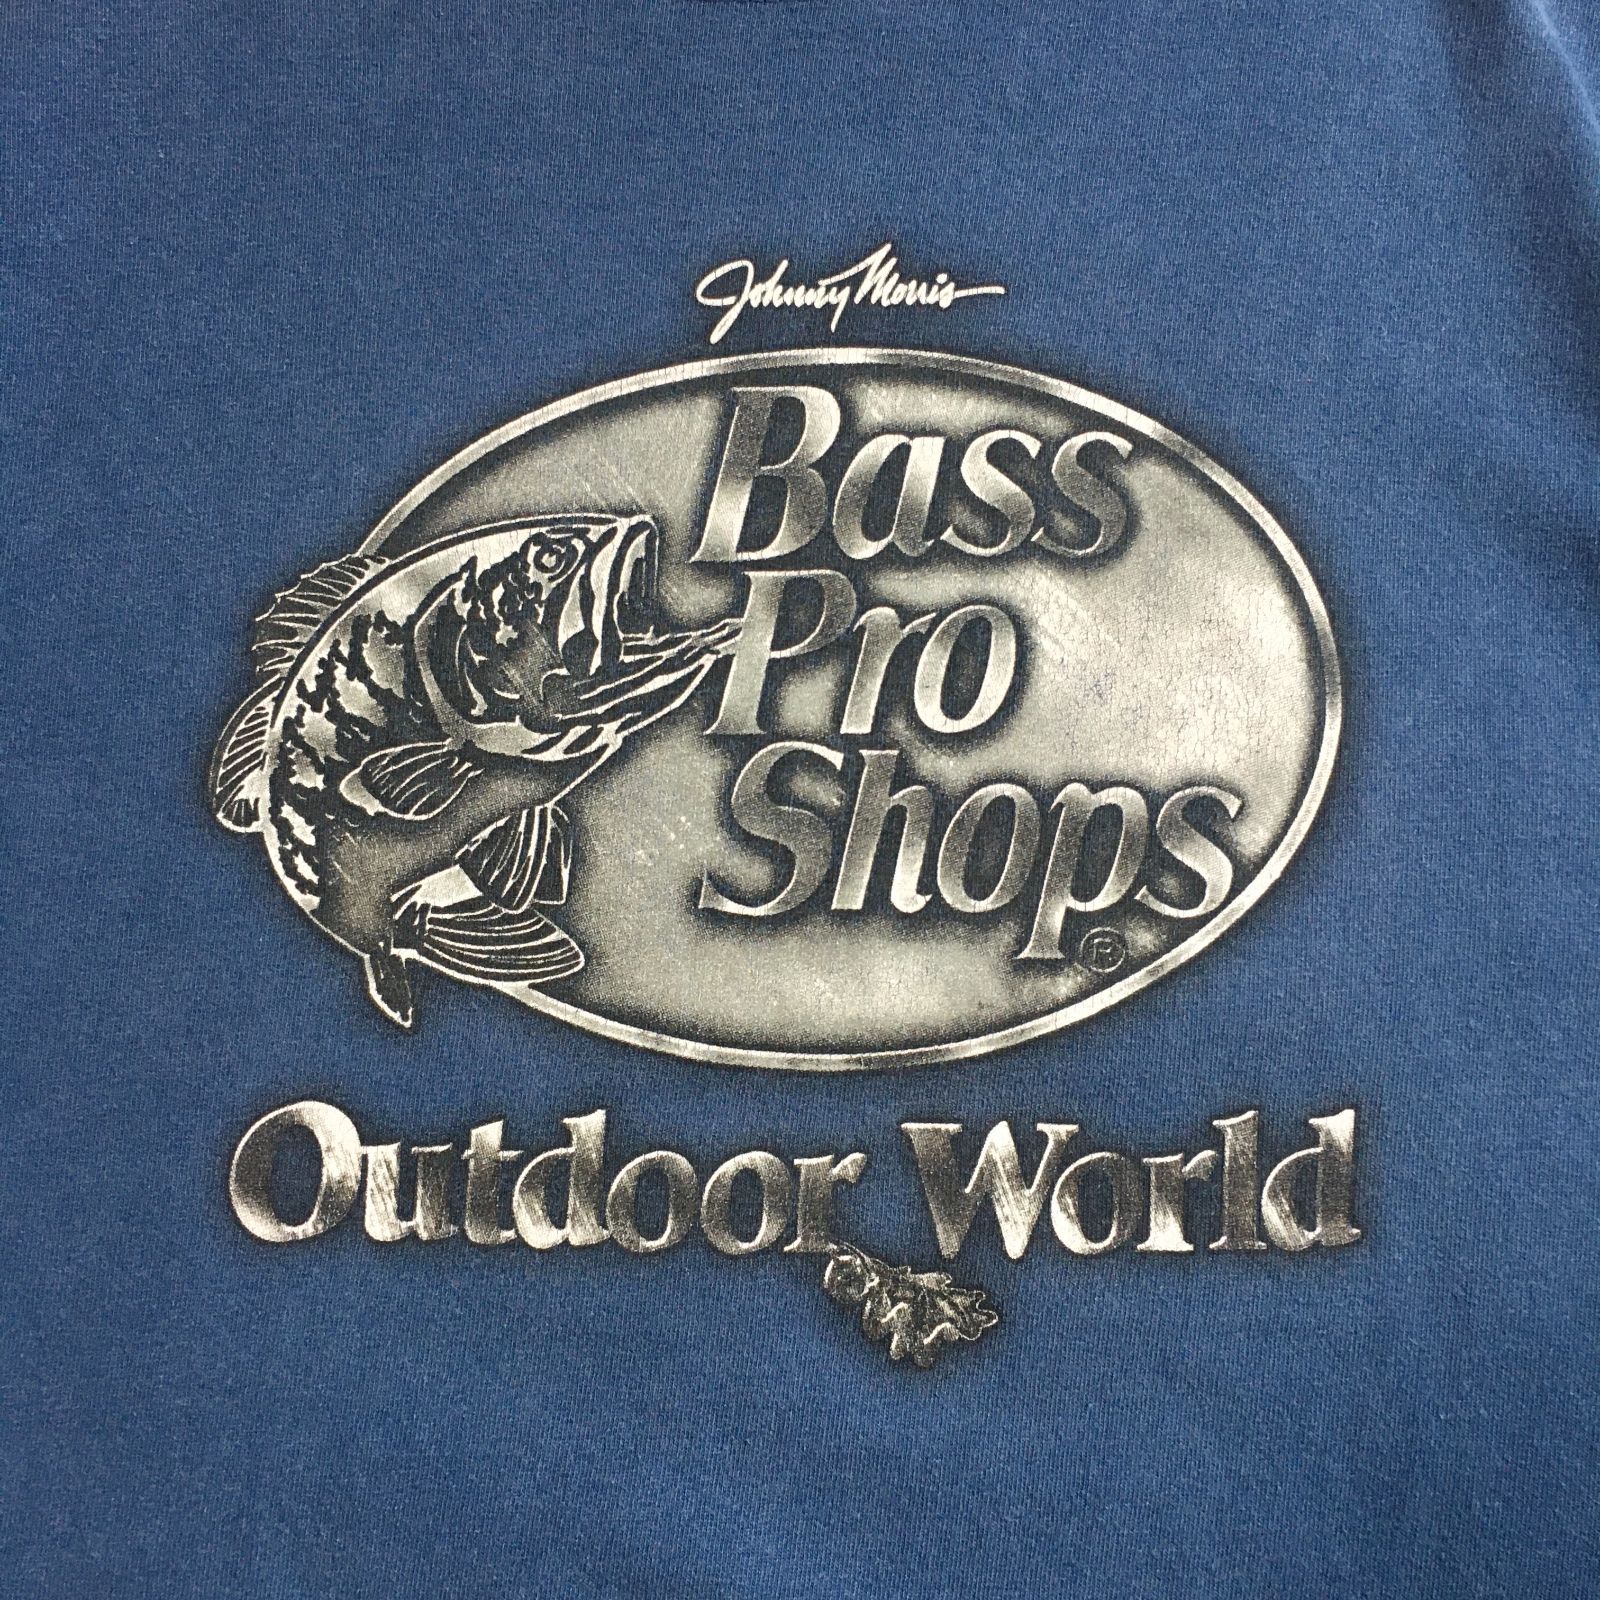 Johnny Morris
Bass
Pro
Shops®
Outdoor World